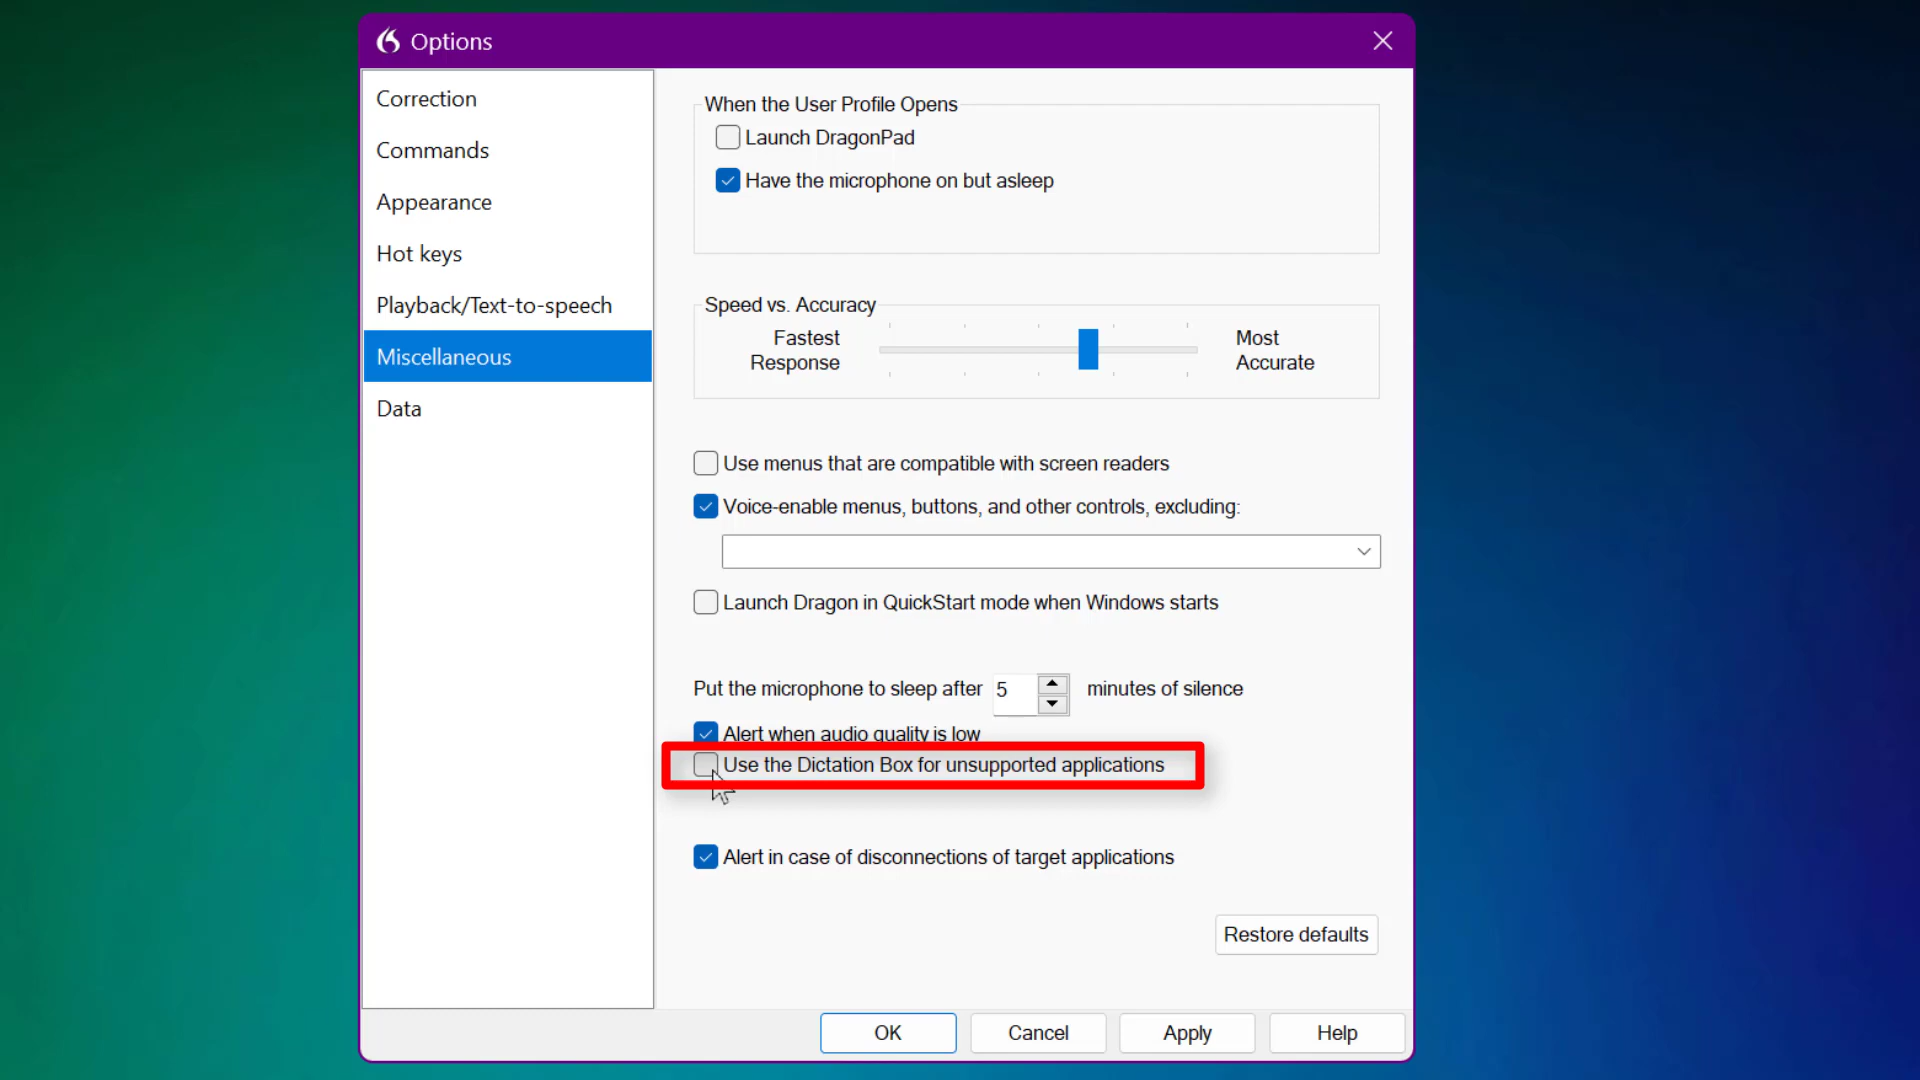 Options
Correction
Commands
Appearance
Hot keys
Playback/Text-to-speech
Miscellaneous
Data
When the User Profile Opens
Launch DragonPad
Have the microphone on but asleep
Speed vs. Accuracy
Fastest
Response
Most
Accurate
Use menus that are compatible with screen readers
Voice-enable menus, buttons, and other controls, excluding:
Launch Dragon in QuickStart mode when Windows starts
Put the microphone to sleep after 5 minutes of silence
Alert when audio quality is low
Use the Dictation Box for unsupported applications
Alert in case of disconnections of target applications
Restore defaults
OK Cancel Apply Help